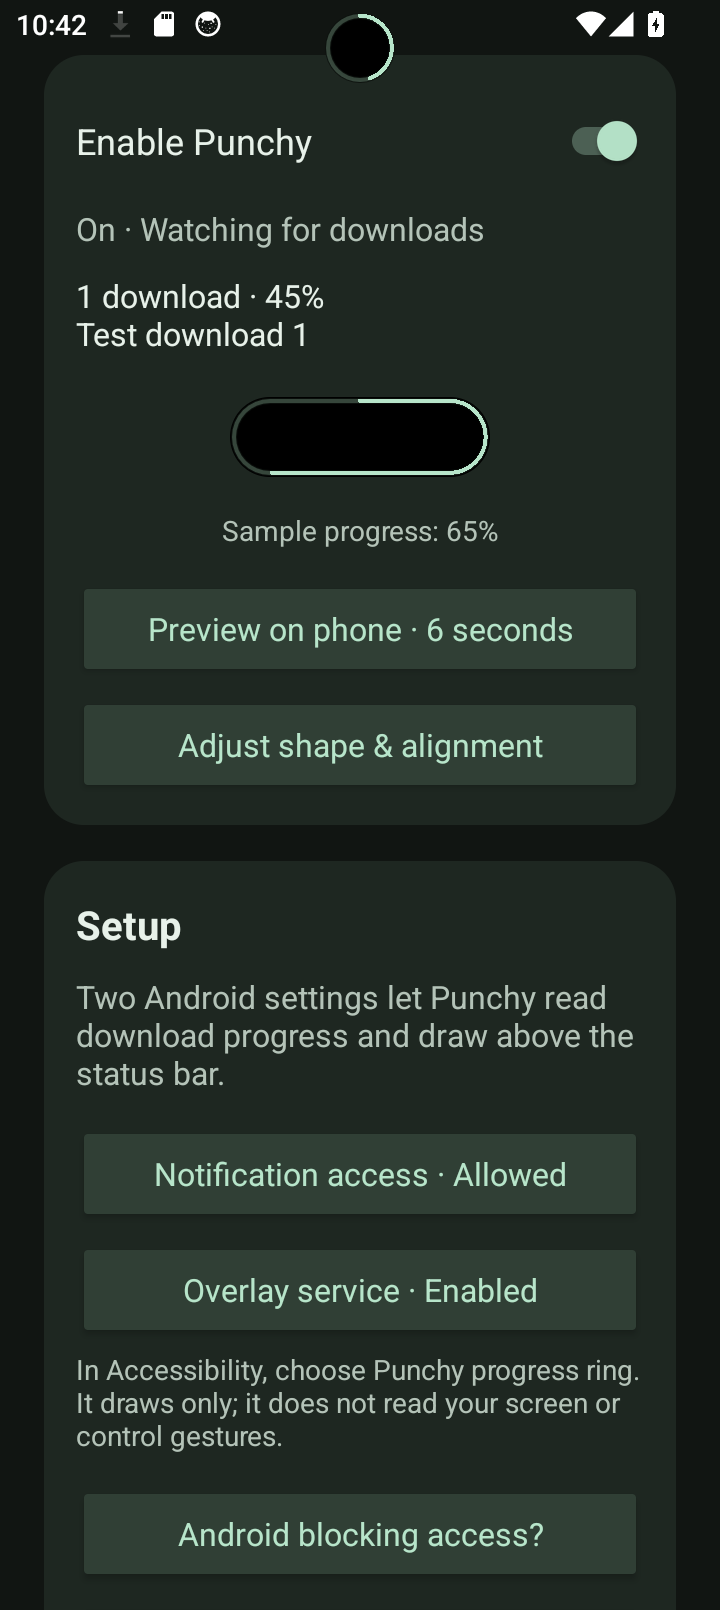 10:42
Enable Punchy
On · Watching for downloads
1 download · 45%
Test download 1
Sample progress: 65%
Preview on phone · 6 seconds
Adjust shape & alignment
Setup
Two Android settings let Punchy read
download progress and draw above the
status bar.
Notification access · Allowed
Overlay service · Enabled
In Accessibility, choose Punchy progress ring.
It draws only; it does not read your screen or
control gestures.
Android blocking access?